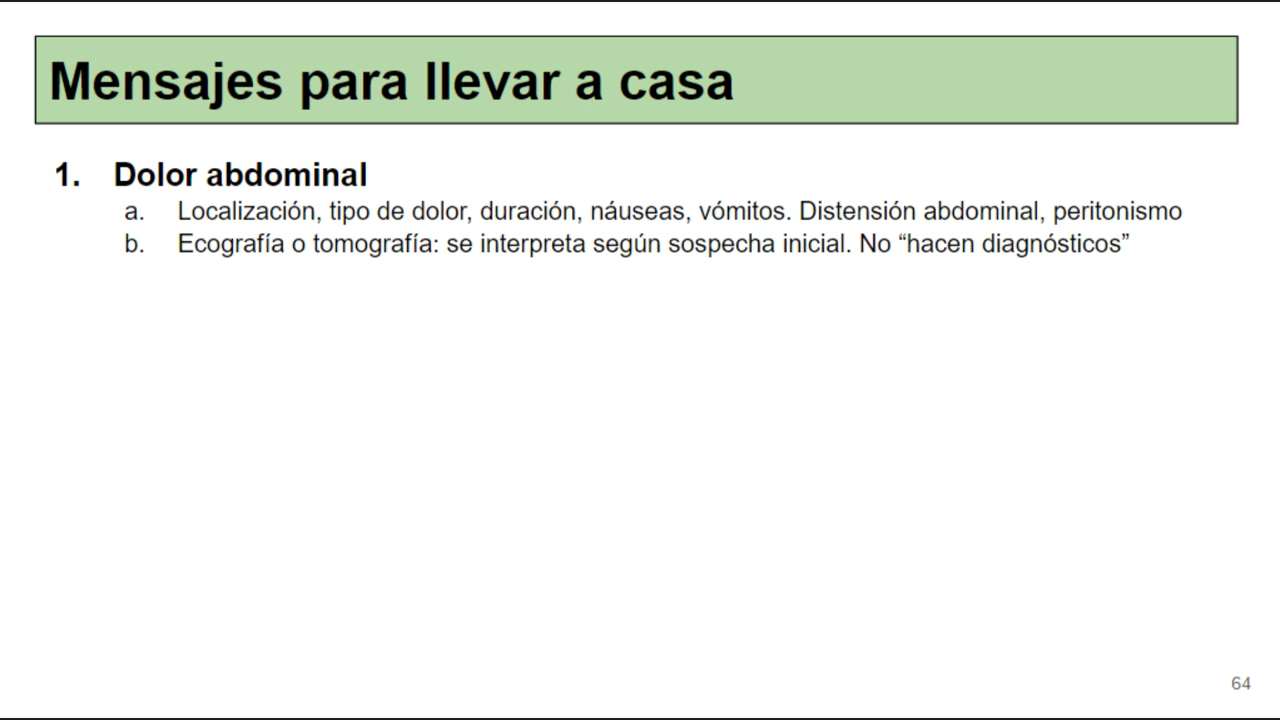 Mensajes para llevar a casa
1. Dolor abdominal
a. Localización, tipo de dolor, duración, náuseas, vómitos. Distensión abdominal, peritonismo
b. Ecografía o tomografía: se interpreta según sospecha inicial. No “hacen diagnósticos”
64